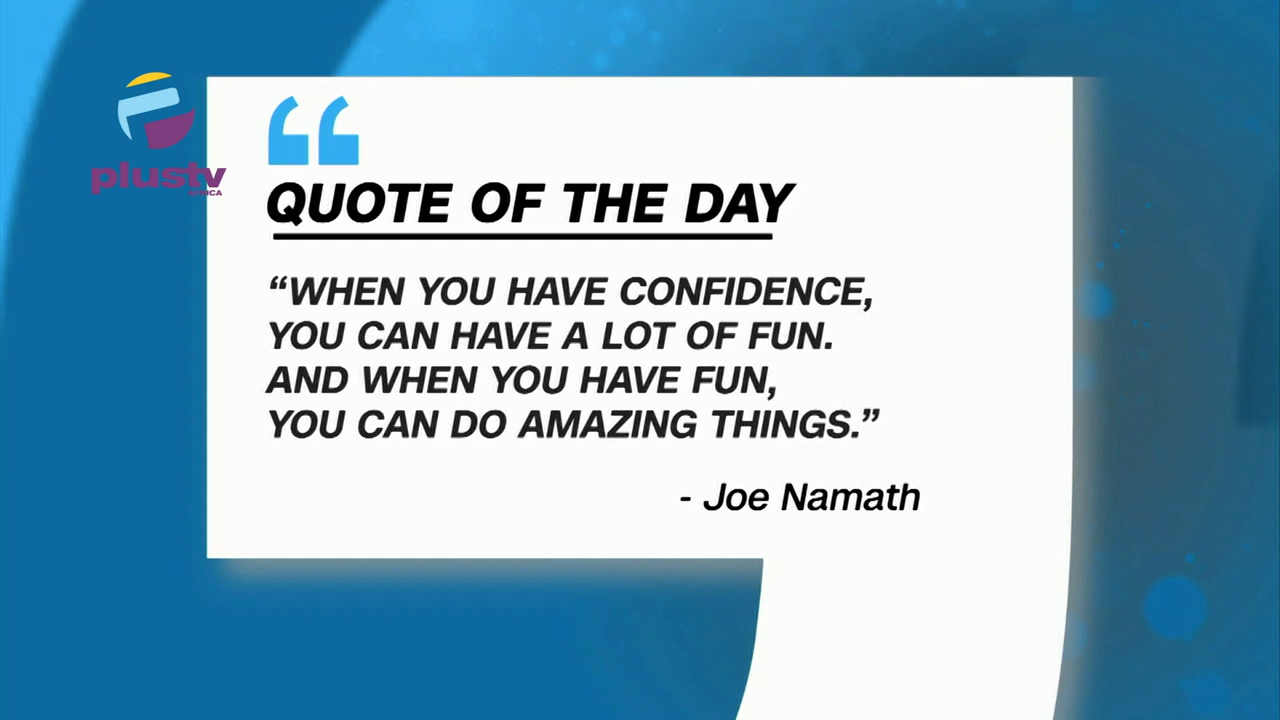 plustv
AFRICA
QUOTE OF THE DAY
“WHEN YOU HAVE CONFIDENCE,
YOU CAN HAVE A LOT OF FUN.
AND WHEN YOU HAVE FUN,
YOU CAN DO AMAZING THINGS.”
- Joe Namath